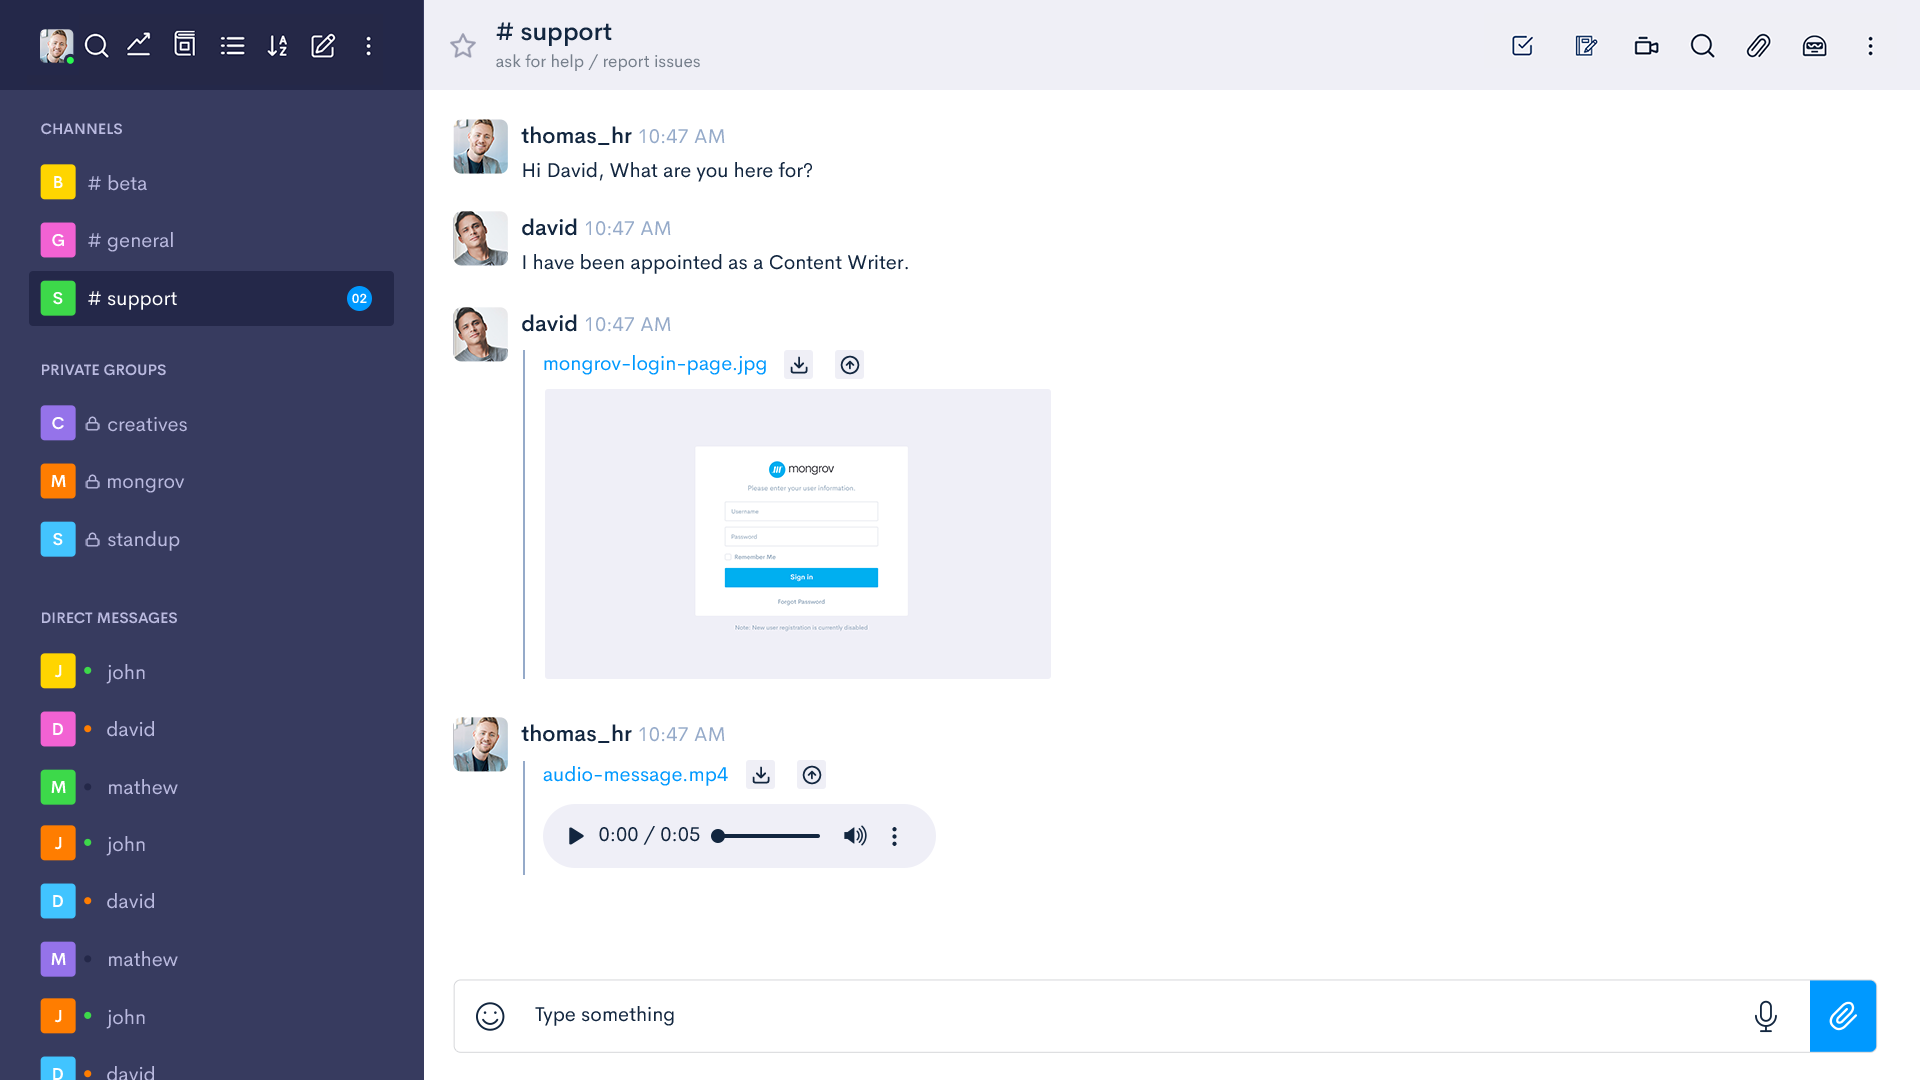 CHANNELS
B # beta
G # general
S # support 02
PRIVATE GROUPS
C creatives
M mongrov
S standup
DIRECT MESSAGES
J john
D david
M mathew
J john
D david
M mathew
J john
D david
# support
ask for help / report issues
thomas_hr 10:47 AM
Hi David, What are you here for?
david 10:47 AM
I have been appointed as a Content Writer.
david 10:47 AM
mongrov-login-page.jpg
mongrov
Please enter your user information.
Username
Password
Remember Me
Sign in
Forgot Password
Note: New user registration is currently disabled
thomas_hr 10:47 AM
audio-message.mp4
0:00 / 0:05
Type something